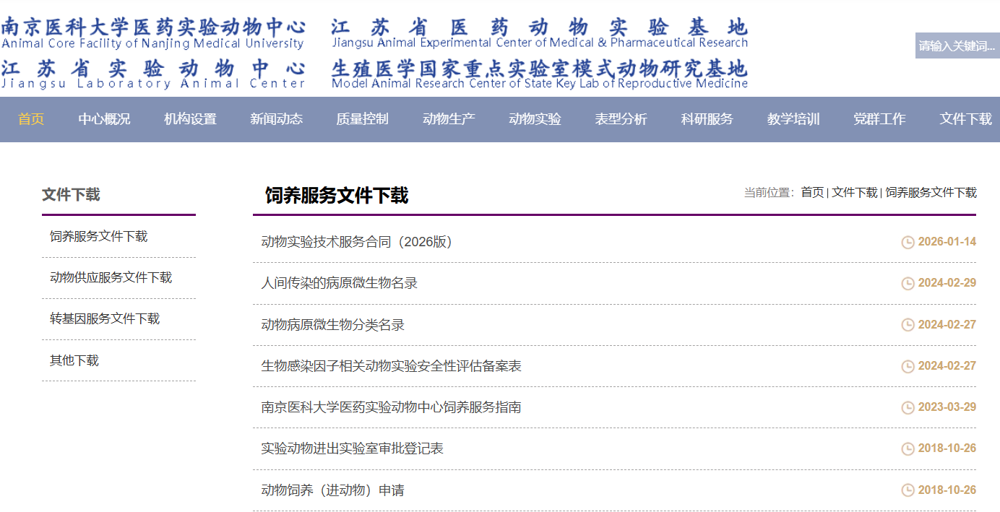 南京医科大学医药实验动物中心 江苏省医药动物实验基地
Animal Core Facility of Nanjing Medical University Jiangsu Animal Experimental Center of Medical & Pharmaceutical Research
江苏省实验动物中心 生殖医学国家重点实验室模式动物研究基地
Jiangsu Laboratory Animal Center Model Animal Research Center of State Key Lab of Reproductive Medicine
请输入关键词...
首页 中心概况 机构设置 新闻动态 质量控制 动物生产 动物实验 表型分析 科研服务 教学培训 党群工作 文件下载
文件下载
饲养服务文件下载
动物供应服务文件下载
转基因服务文件下载
其他下载
饲养服务文件下载 当前位置：首页 | 文件下载 | 饲养服务文件下载
动物实验技术服务合同（2026版） 2026-01-14
人间传染的病原微生物名录 2024-02-29
动物病原微生物分类名录 2024-02-27
生物感染因子相关动物实验安全性评估备案表 2024-02-27
南京医科大学医药实验动物中心饲养服务指南 2023-03-29
实验动物进出实验室审批登记表 2018-10-26
动物饲养（进动物）申请 2018-10-26